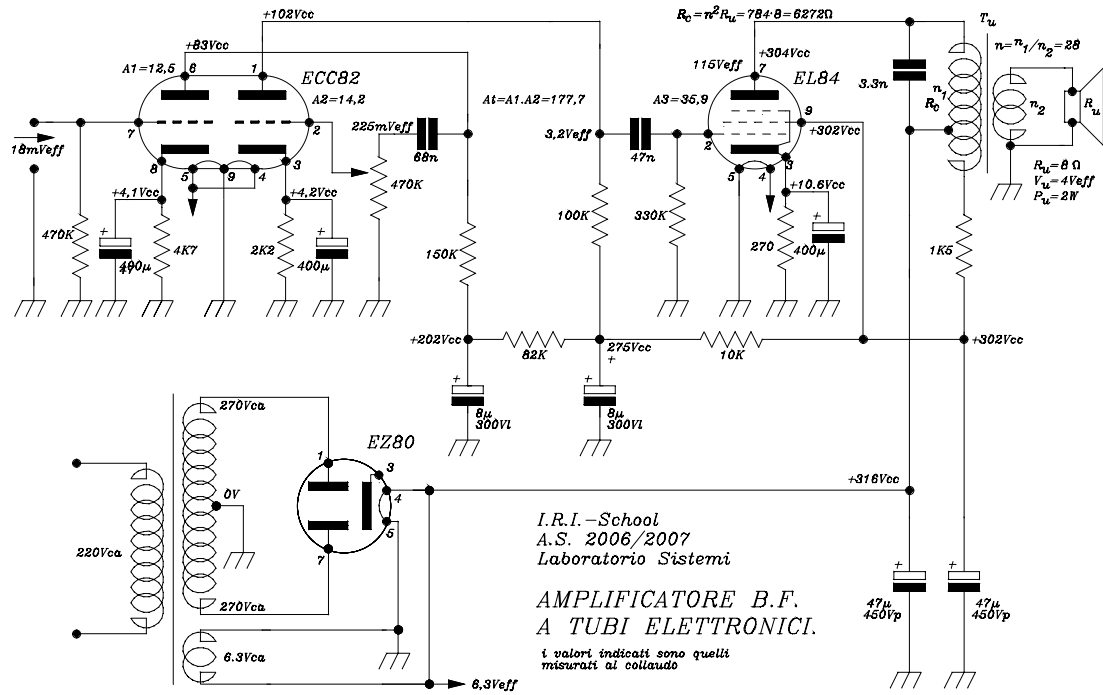 +102Vcc
+83Vcc
A1=12,5
6
1
ECC82
A2=14,2
7
2
18mVeff
8
5
9
4
3
+4,1Vcc
+4,2Vcc
470K
+
400µ
4K7
2K2
+
400µ
225mVeff
68n
470K
150K
At=A1.A2=177,7
3,2Veff
47n
100K
330K
Rc=n²Ru=784·8=6272Ω
+304Vcc
115Veff
7
EL84
A3=35,9
9
+302Vcc
2
5
4
3
+10.6Vcc
270
+
400µ
3.3n
n1
Rc
Tu
n=n1/n2=28
n2
Ru
Ru=8 Ω
Vu=4Veff
Pu=2W
1K5
+202Vcc
82K
275Vcc
10K
+302Vcc
+
8µ
300Vl
+
8µ
300Vl
270Vca
EZ80
1
3
4
5
7
0V
220Vca
270Vca
6.3Vca
6,3Veff
+316Vcc
+
47µ
450Vp
+
47µ
450Vp
I.R.I.-School
A.S. 2006/2007
Laboratorio Sistemi
AMPLIFICATORE B.F.
A TUBI ELETTRONICI.
i valori indicati sono quelli
misurati al collaudo